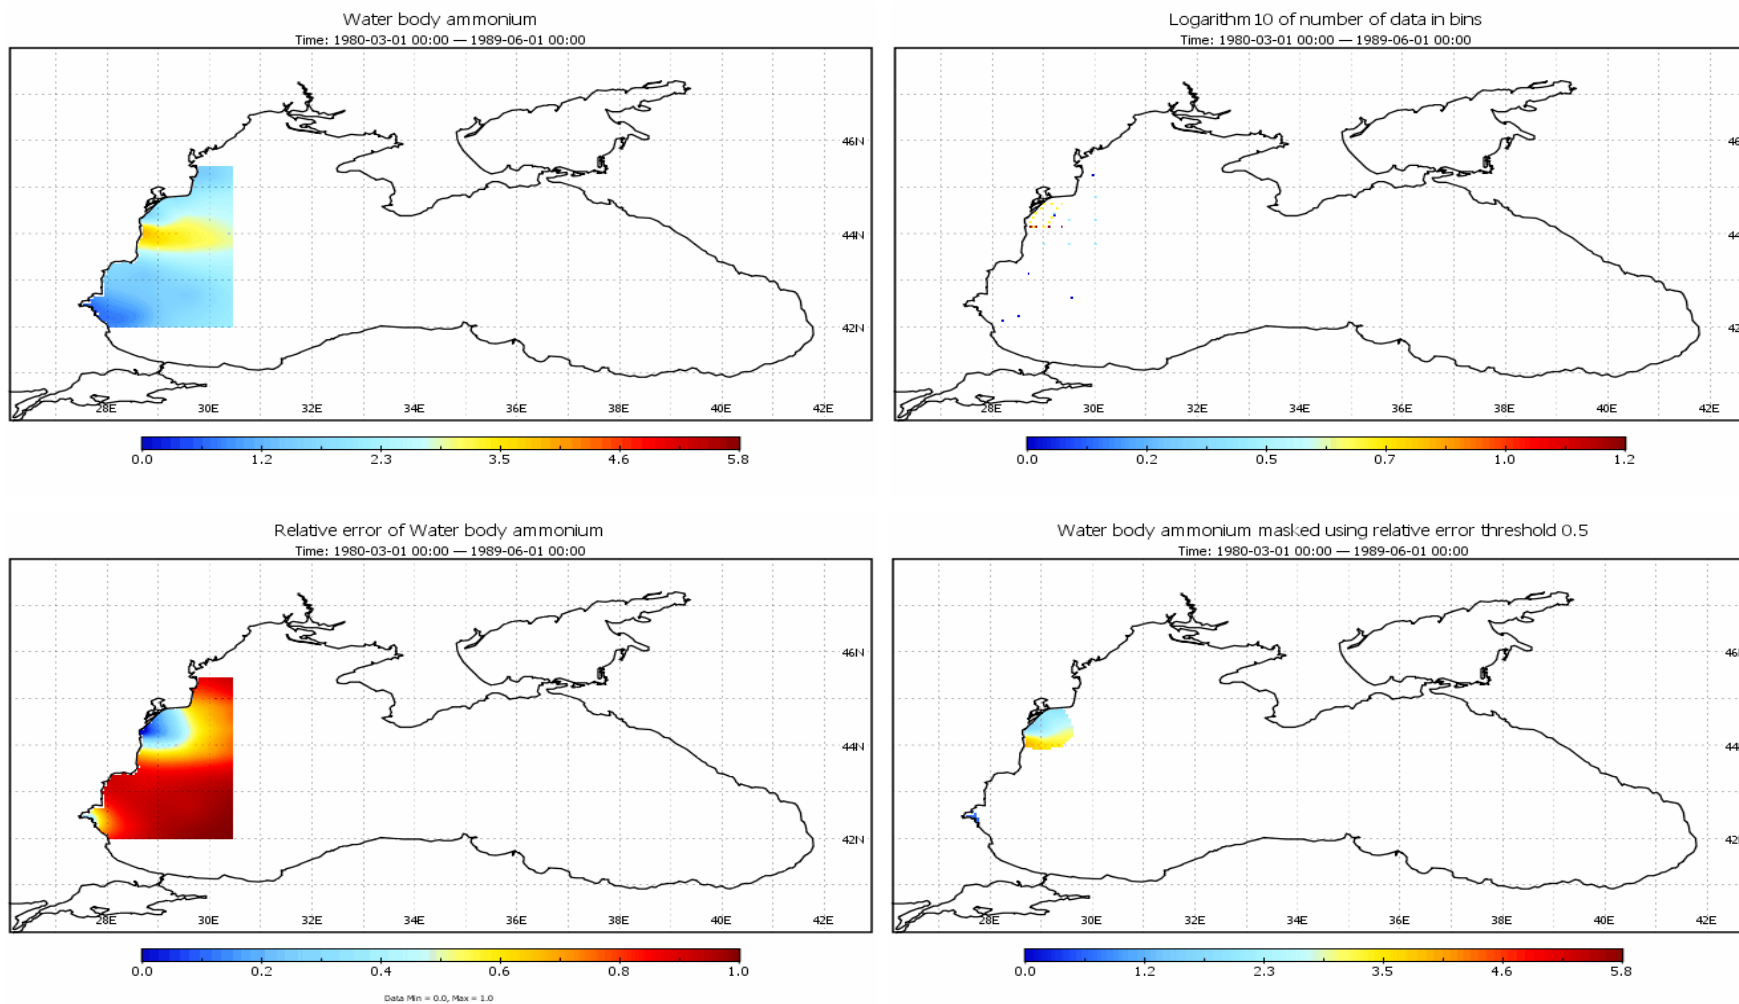 Water body ammonium
Time: 1980-03-01 00:00 — 1989-06-01 00:00
46N
44N
42N
28E 30E 32E 34E 36E 38E 40E 42E
0.0 1.2 2.3 3.5 4.6 5.8
Logarithm 10 of number of data in bins
Time: 1980-03-01 00:00 — 1989-06-01 00:00
46
44
42
28E 30E 32E 34E 36E 38E 40E 42E
0.0 0.2 0.5 0.7 1.0 1.2
Relative error of Water body ammonium
Time: 1980-03-01 00:00 — 1989-06-01 00:00
46N
44N
42N
28E 30E 32E 34E 36E 38E 40E 42E
0.0 0.2 0.4 0.6 0.8 1.0
Data Min = 0.0, Max = 1.0
Water body ammonium masked using relative error threshold 0.5
Time: 1980-03-01 00:00 — 1989-06-01 00:00
46
44
42
28E 30E 32E 34E 36E 38E 40E 42E
0.0 1.2 2.3 3.5 4.6 5.8